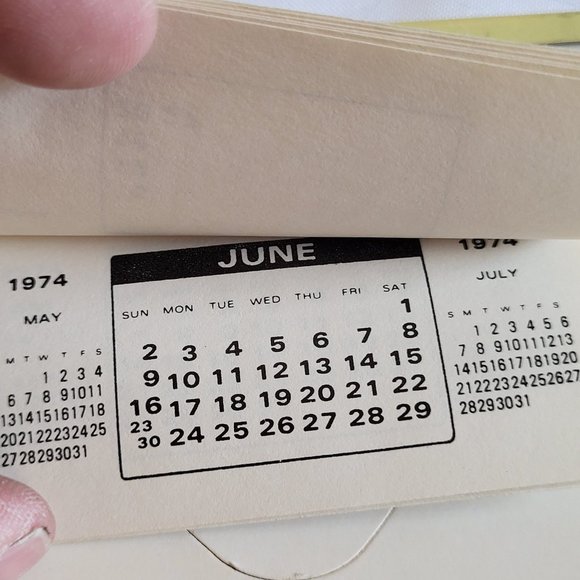 JUNE
SUN MON TUE WED THU FRI SAT
1
2 3 4 5 6 7 8
9 10 11 12 13 14 15
16 17 18 19 20 21 22
23
30 24 25 26 27 28 29
1974
MAY
M T W T F S
1 2 3 4
6 7 8 9 10 11
13 14 15 16 17 18
20 21 22 23 24 25
27 28 29 30 31
1974
JULY
S M T W T F S
1 2 3 4 5 6
7 8 9 10 11 12 13
14 15 16 17 18 19 20
21 22 23 24 25 26 27
28 29 30 31